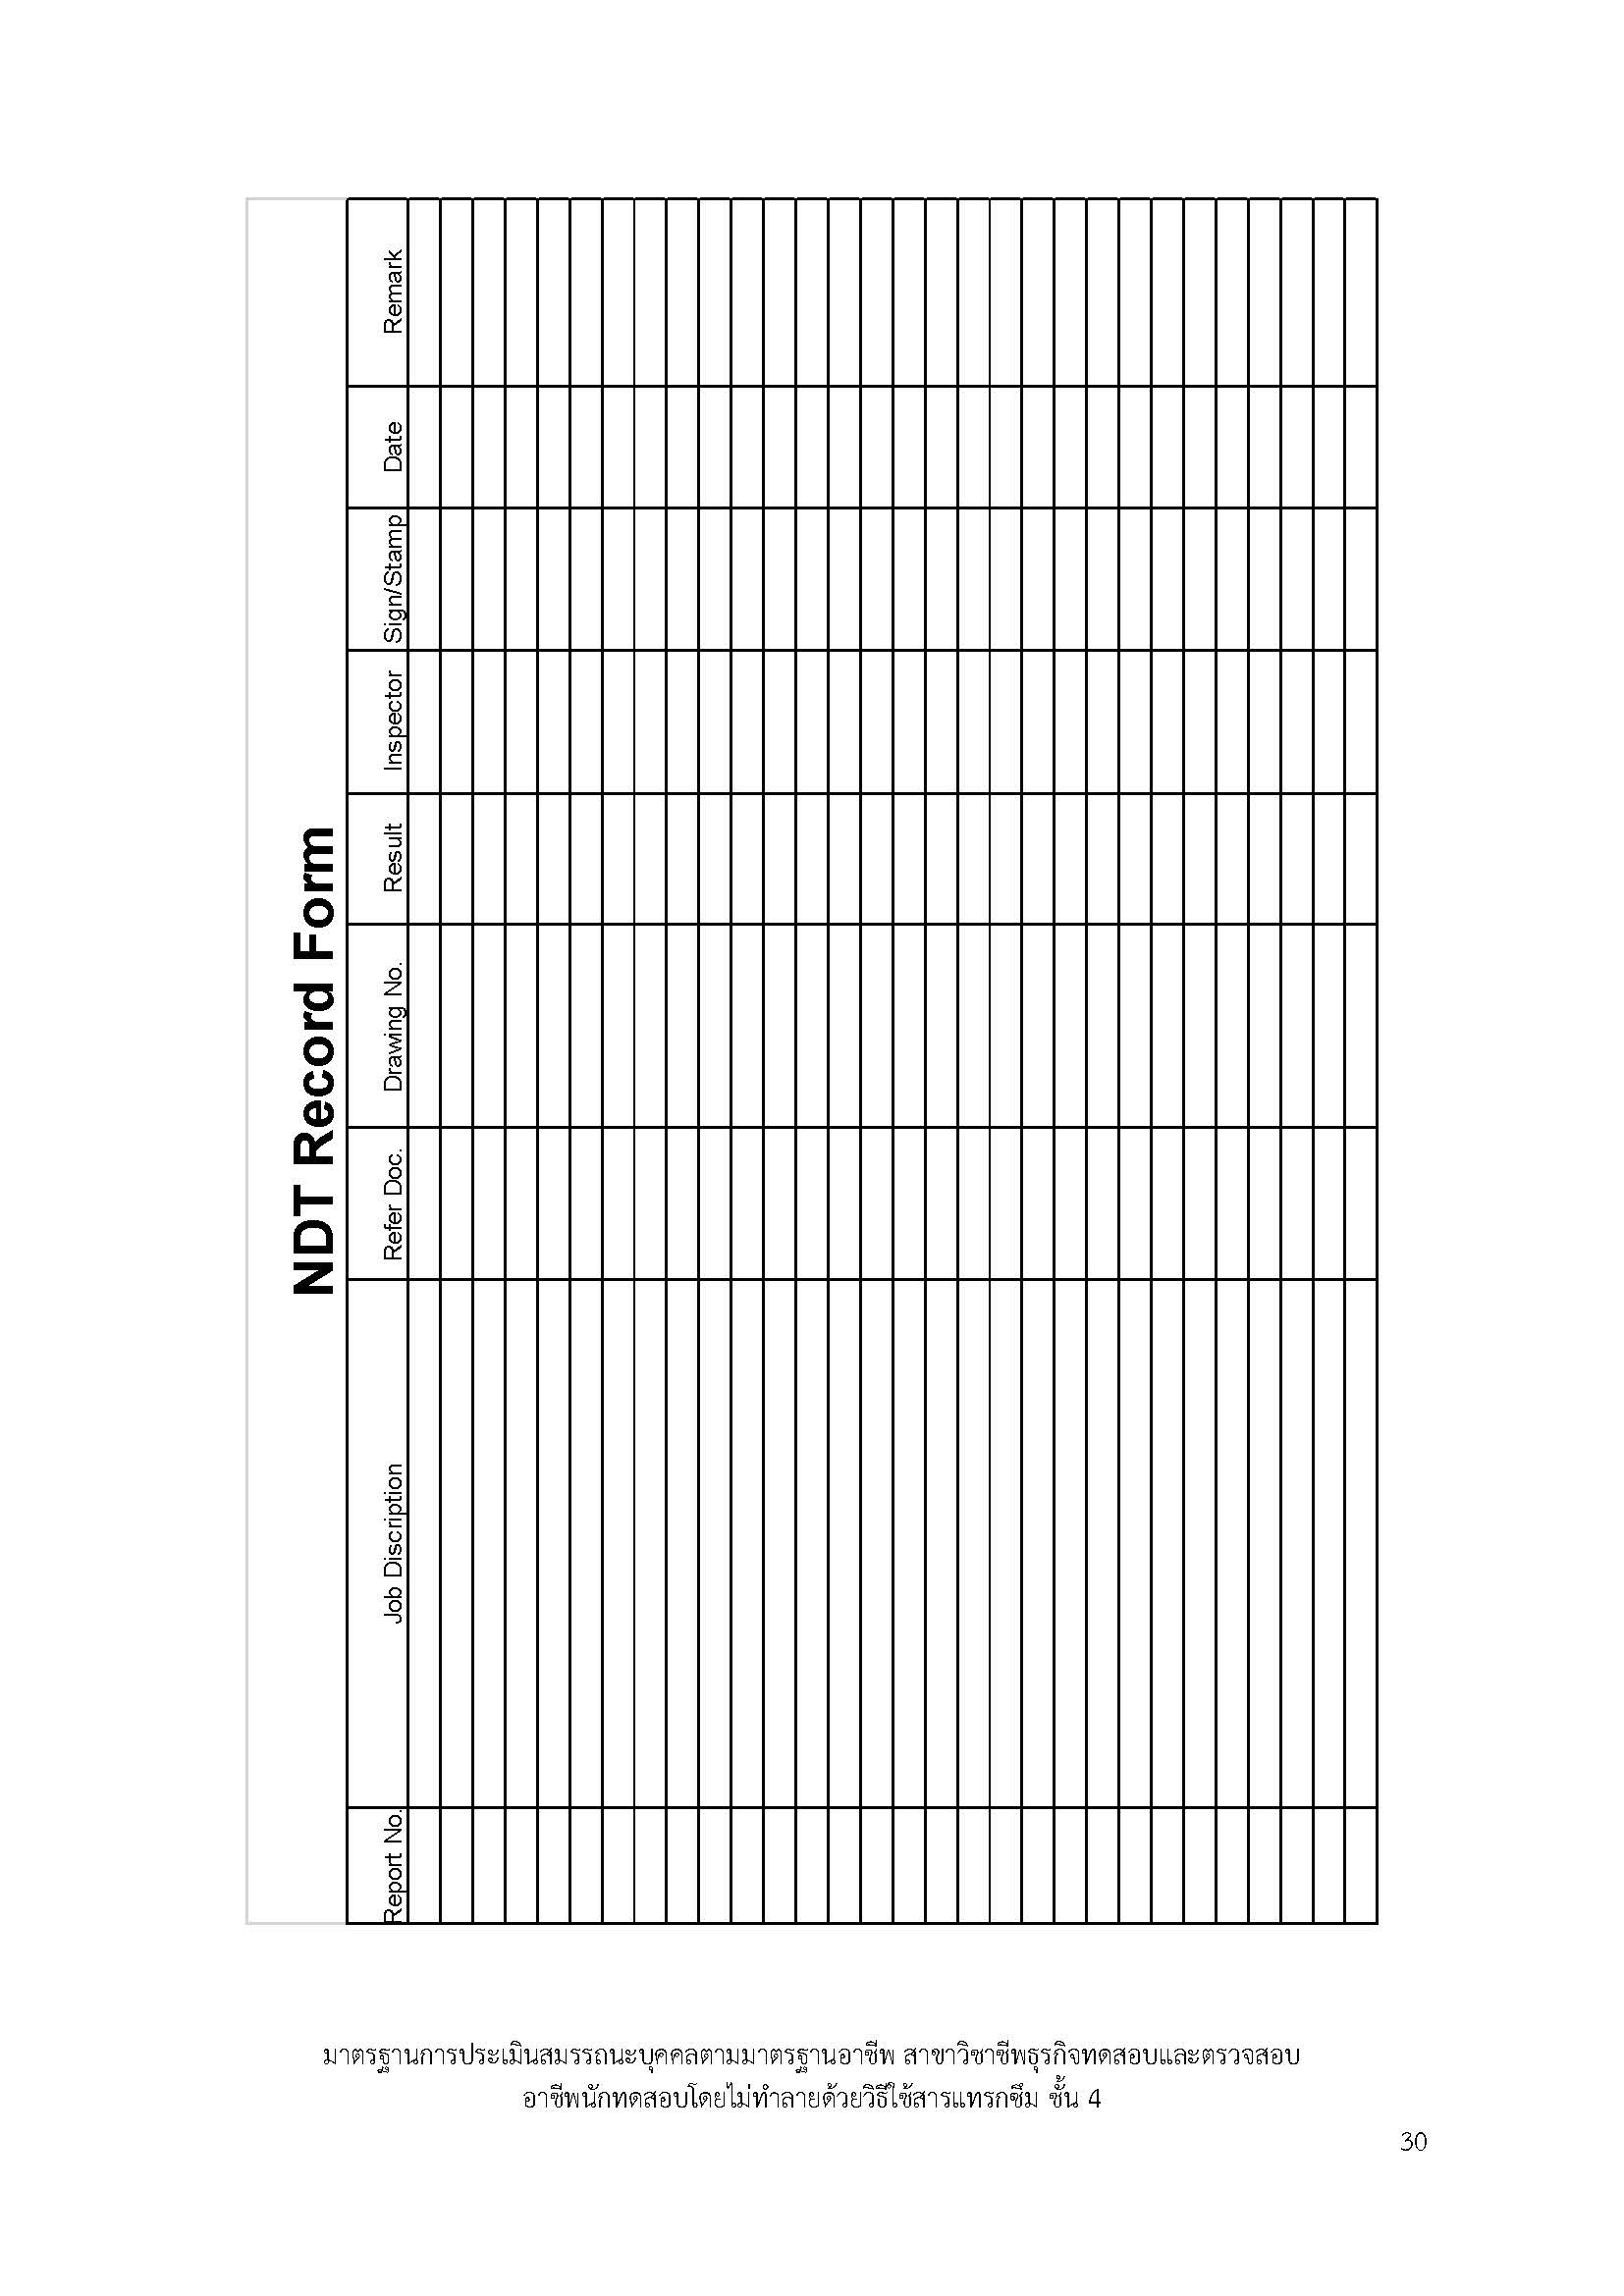 NDT Record Form
Report No. Job Discription Refer Doc. Drawing No. Result Inspector Sign/Stamp Date Remark
มาตรฐานการประเมินสมรรถนะบุคคลตามมาตรฐานอาชีพ สาขาวิชาชีพธุรกิจทดสอบและตรวจสอบ
อาชีพนักทดสอบโดยไม่ทำลายด้วยวิธีใช้สารแทรกซึม ชั้น 4
30